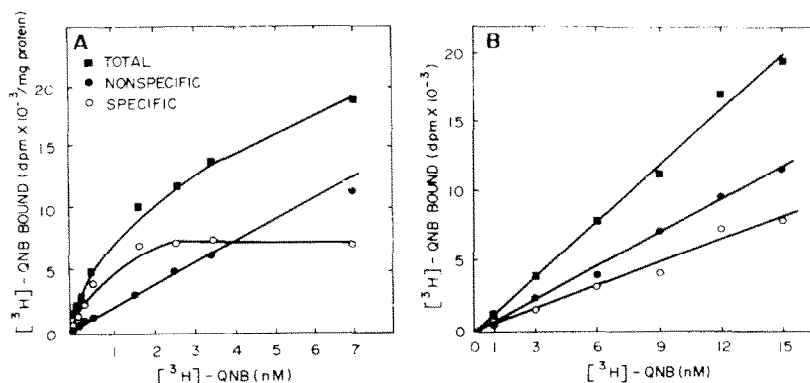 A
■ TOTAL
● NONSPECIFIC
○ SPECIFIC
[³H]-QNB BOUND (dpm X 10⁻³/mg protein)
20
15
10
5
0
1 2 3 4 5 6 7
[³H]-QNB (nM)
B
[³H]-QNB BOUND (dpm X 10⁻³)
20
15
10
5
0
0 1 3 6 9 12 15
[³H]-QNB (nM)